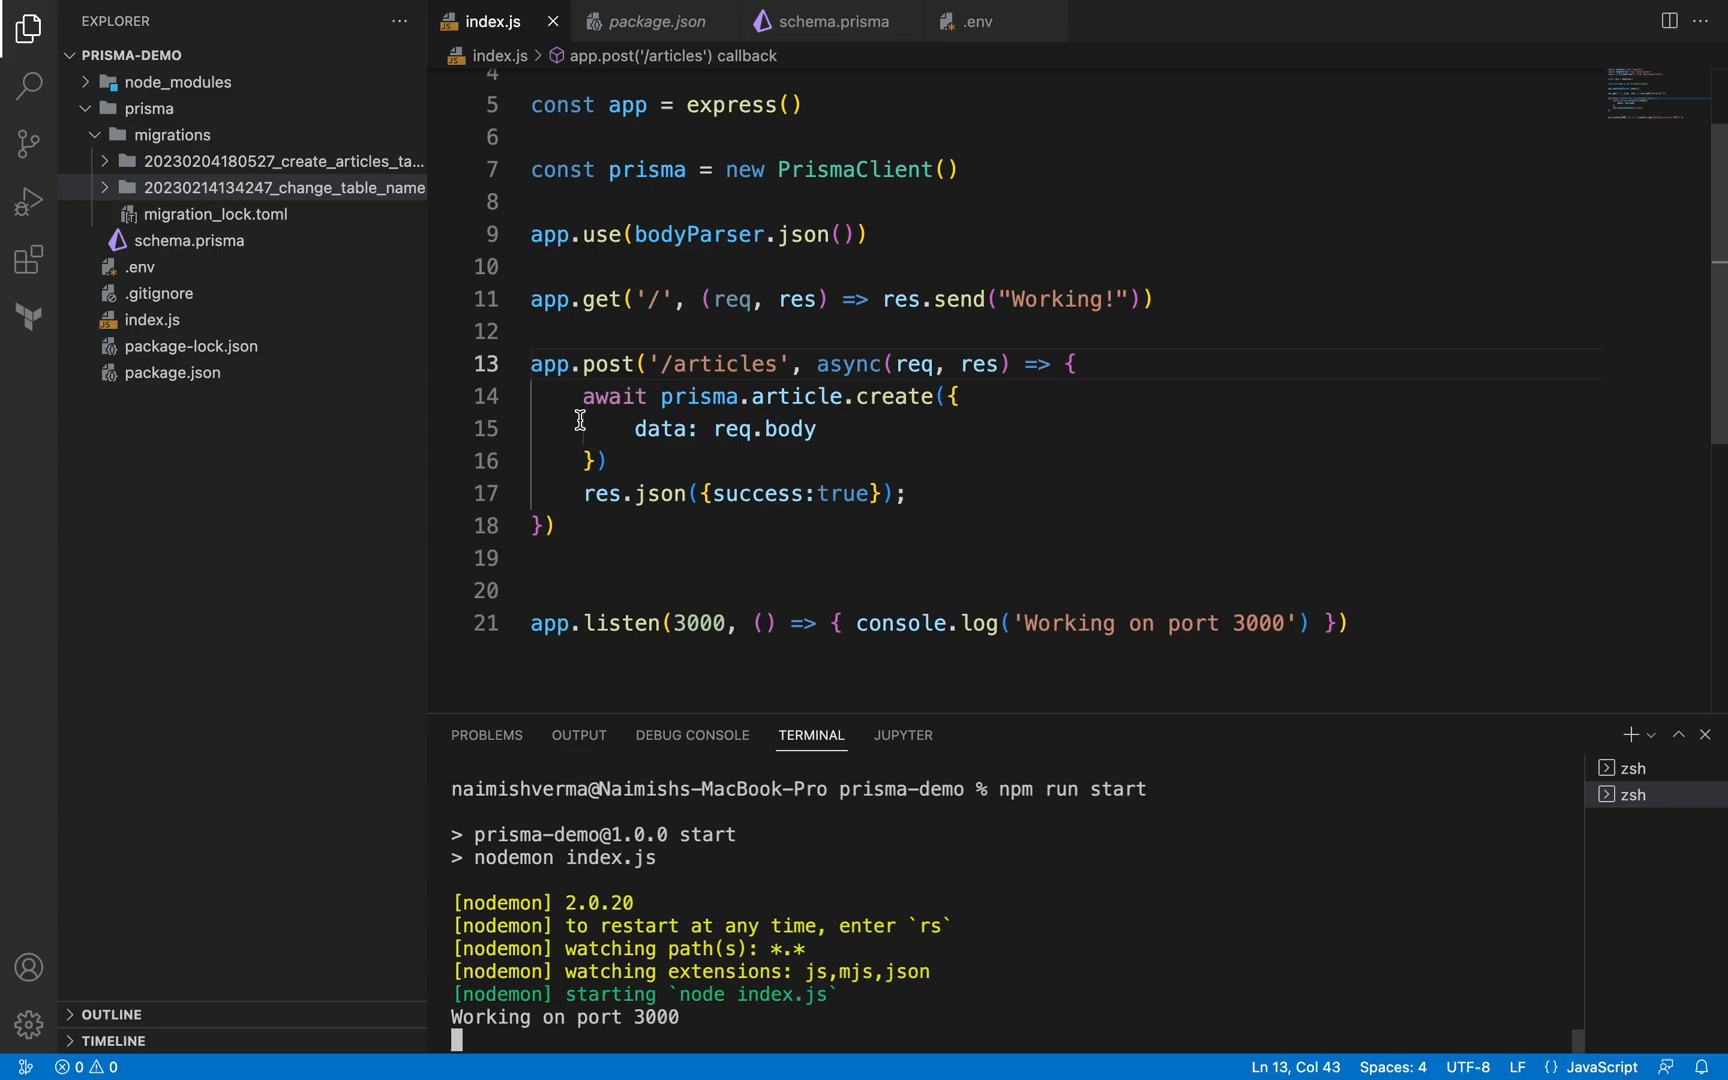 EXPLORER
PRISMA-DEMO
node_modules
prisma
migrations
20230204180527_create_articles_ta...
20230214134247_change_table_name
migration_lock.toml
schema.prisma
.env
.gitignore
JS index.js
package-lock.json
package.json
OUTLINE
TIMELINE
JS index.js
package.json
schema.prisma
.env
JS index.js > app.post('/articles') callback
4
5 const app = express()
6
7 const prisma = new PrismaClient()
8
9 app.use(bodyParser.json())
10
11 app.get('/', (req, res) => res.send("Working!"))
12
13 app.post('/articles', async(req, res) => {
14 await prisma.article.create({
15 data: req.body
16 })
17 res.json({success:true});
18 })
19
20
21 app.listen(3000, () => { console.log('Working on port 3000') })
PROBLEMS OUTPUT DEBUG CONSOLE TERMINAL JUPYTER
naimishverma@Naimishs-MacBook-Pro prisma-demo % npm run start
> prisma-demo@1.0.0 start
> nodemon index.js
[nodemon] 2.0.20
[nodemon] to restart at any time, enter `rs`
[nodemon] watching path(s): *.*
[nodemon] watching extensions: js,mjs,json
[nodemon] starting `node index.js`
Working on port 3000
zsh
zsh
0 0 Ln 13, Col 43 Spaces: 4 UTF-8 LF {} JavaScript